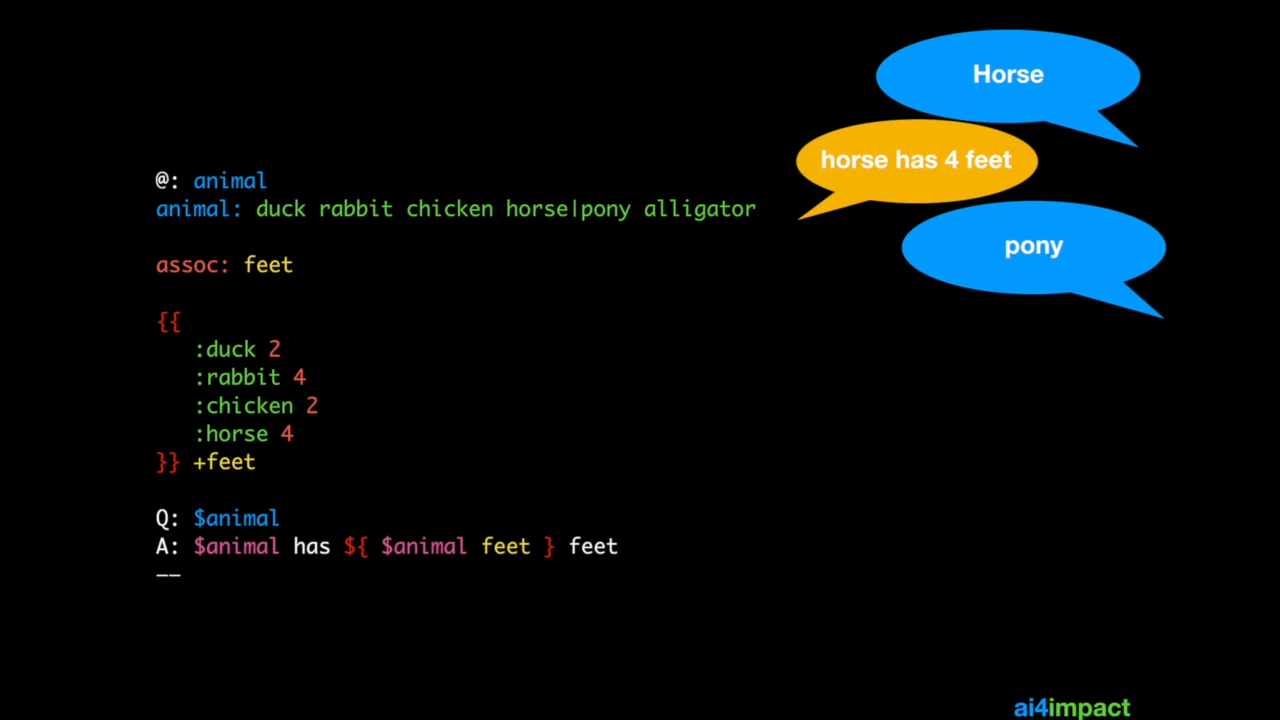 Horse
horse has 4 feet
pony
@: animal
animal: duck rabbit chicken horse|pony alligator
assoc: feet
{{
:duck 2
:rabbit 4
:chicken 2
:horse 4
}} +feet
Q: $animal
A: $animal has ${ $animal feet } feet
--
ai4impact